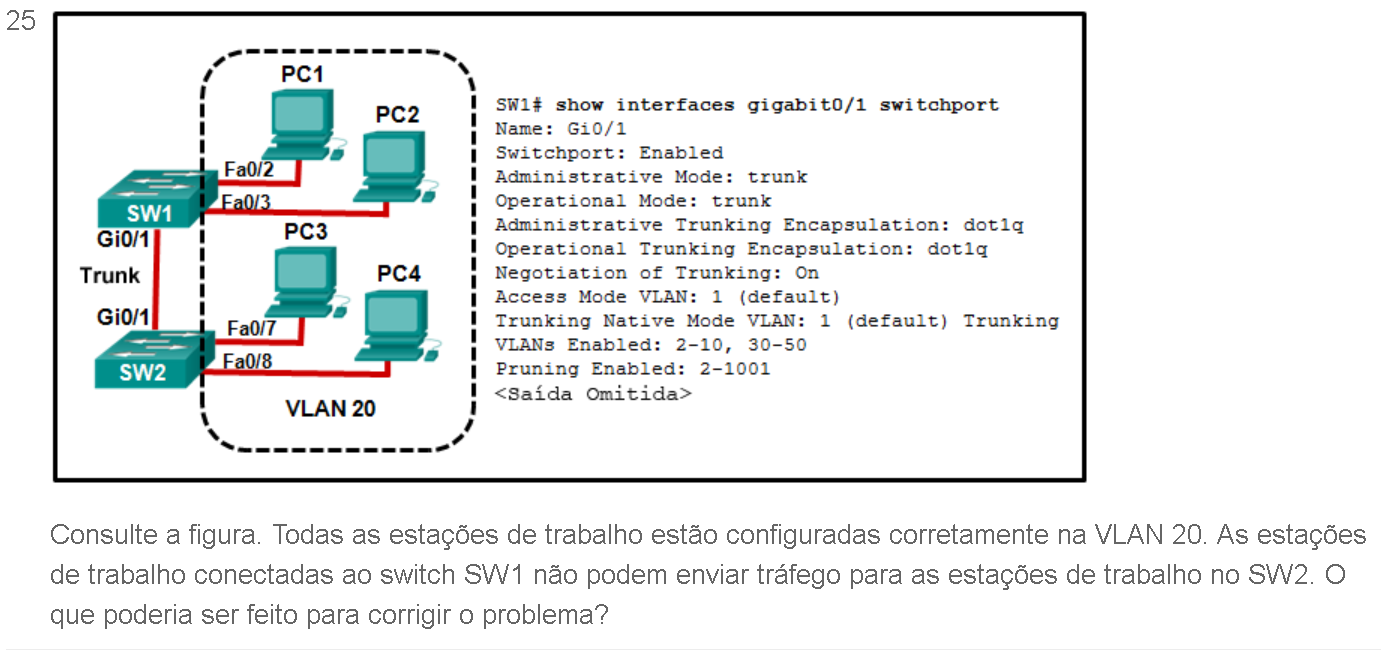 25
PC1
PC2
Fa0/2
Fa0/3
SW1
Gi0/1
PC3
Trunk
PC4
Gi0/1
Fa0/7
Fa0/8
SW2
VLAN 20
SW1# show interfaces gigabit0/1 switchport
Name: Gi0/1
Switchport: Enabled
Administrative Mode: trunk
Operational Mode: trunk
Administrative Trunking Encapsulation: dot1q
Operational Trunking Encapsulation: dot1q
Negotiation of Trunking: On
Access Mode VLAN: 1 (default)
Trunking Native Mode VLAN: 1 (default) Trunking
VLANs Enabled: 2-10, 30-50
Pruning Enabled: 2-1001
<Saída Omitida>
Consulte a figura. Todas as estações de trabalho estão configuradas corretamente na VLAN 20. As estações
de trabalho conectadas ao switch SW1 não podem enviar tráfego para as estações de trabalho no SW2. O
que poderia ser feito para corrigir o problema?